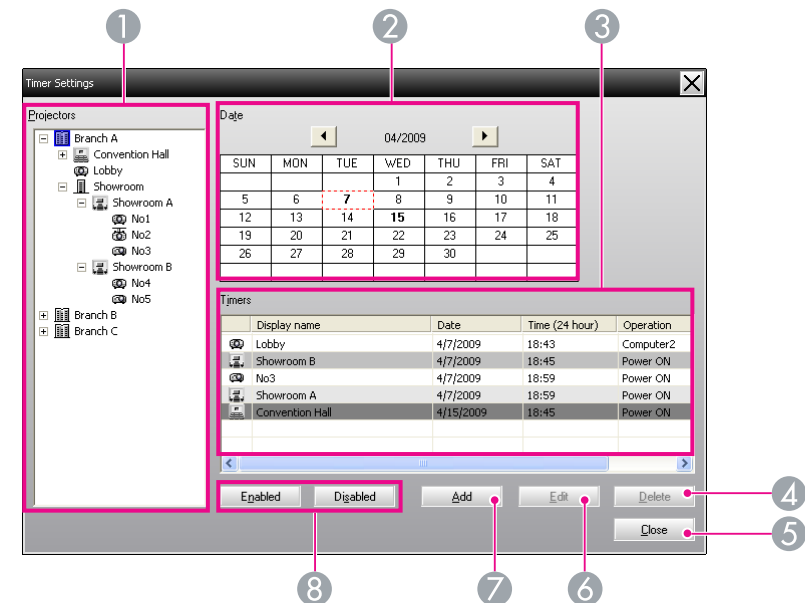 1 2 3
Timer Settings
Projectors
Branch A
Convention Hall
Lobby
Showroom
Showroom A
No1
No2
No3
Showroom B
No4
No5
Branch B
Branch C
Date
04/2009
SUN MON TUE WED THU FRI SAT
1 2 3 4
5 6 7 8 9 10 11
12 13 14 15 16 17 18
19 20 21 22 23 24 25
26 27 28 29 30
Timers
Display name Date Time (24 hour) Operation
Lobby 4/7/2009 18:43 Computer2
Showroom B 4/7/2009 18:45 Power ON
No3 4/7/2009 18:59 Power ON
Showroom A 4/7/2009 18:59 Power ON
Convention Hall 4/15/2009 18:45 Power ON
Enabled Disabled Add Edit Delete 4
Close 5
8 7 6